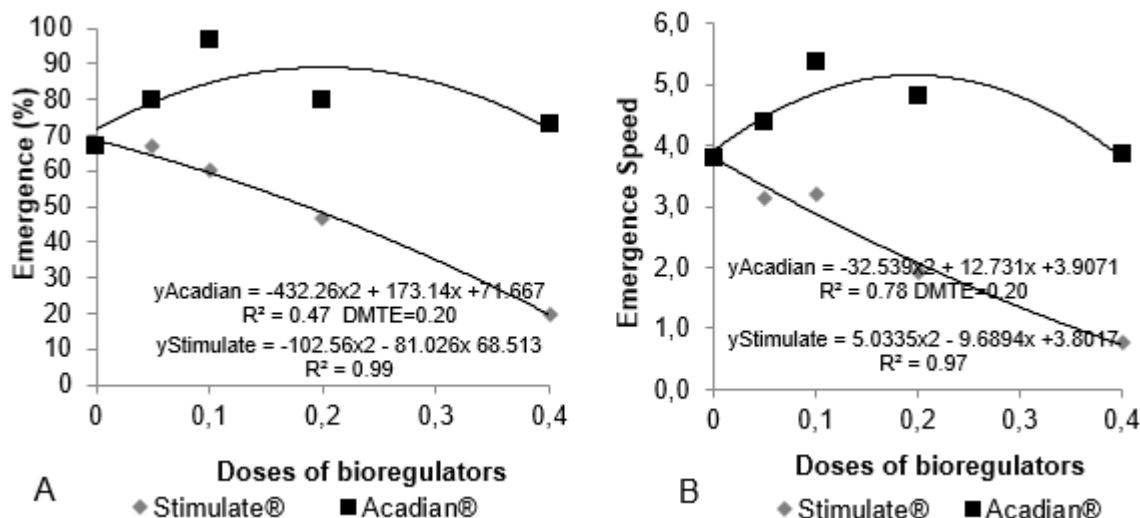 Emergence (%)
100
90
80
70
60
50
40
30
20
10
0
yAcadian = -432.26x2 + 173.14x +71.667
R² = 0.47 DMTE=0.20
yStimulate = -102.56x2 - 81.026x 68.513
R² = 0.99
0 0,1 0,2 0,3 0,4
Doses of bioregulators
A
Stimulate® Acadian®
Emergence Speed
6,0
5,0
4,0
3,0
2,0
1,0
0,0
yAcadian = -32.539x2 + 12.731x +3.9071
R² = 0.78 DMTE=0.20
yStimulate = 5.0335x2 - 9.6894x +3.8017
R² = 0.97
0 0,1 0,2 0,3 0,4
Doses of bioregulators
B
Stimulate® Acadian®